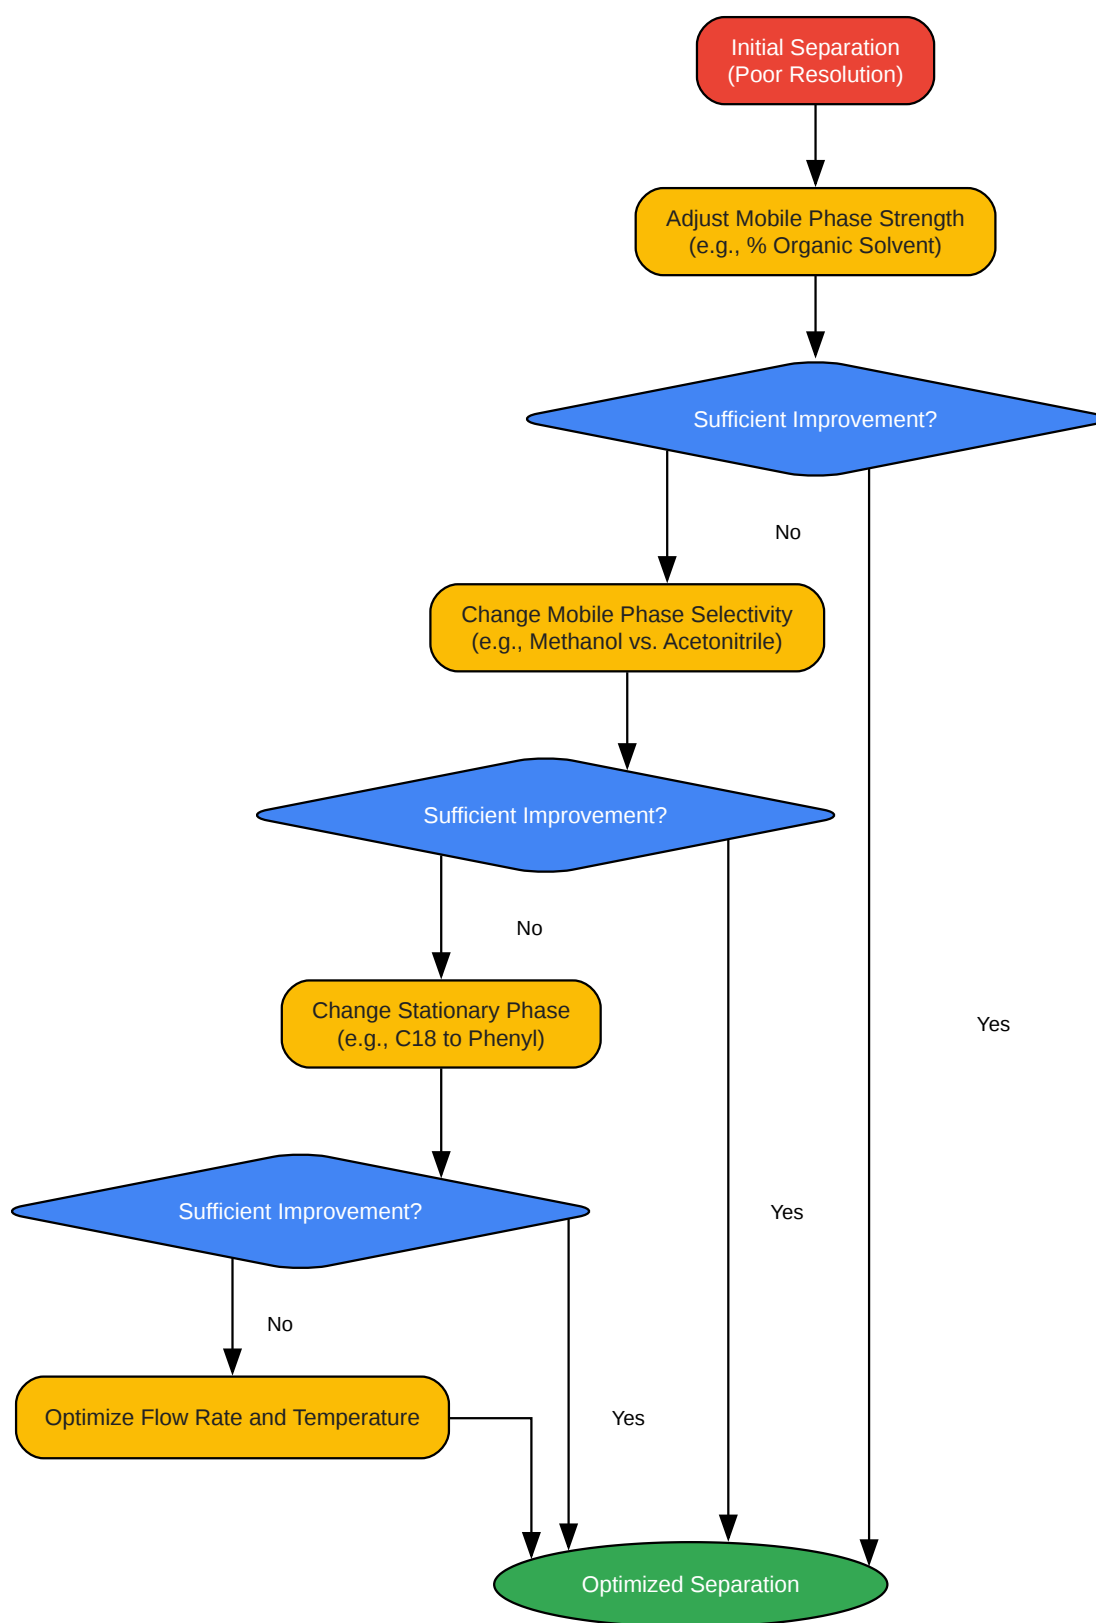 Initial Separation
(Poor Resolution)
Adjust Mobile Phase Strength
(e.g., % Organic Solvent)
Sufficient Improvement?
No
Change Mobile Phase Selectivity
(e.g., Methanol vs. Acetonitrile)
Sufficient Improvement?
No
Change Stationary Phase
(e.g., C18 to Phenyl)
Yes
Sufficient Improvement?
Yes
No
Optimize Flow Rate and Temperature
Yes
Optimized Separation